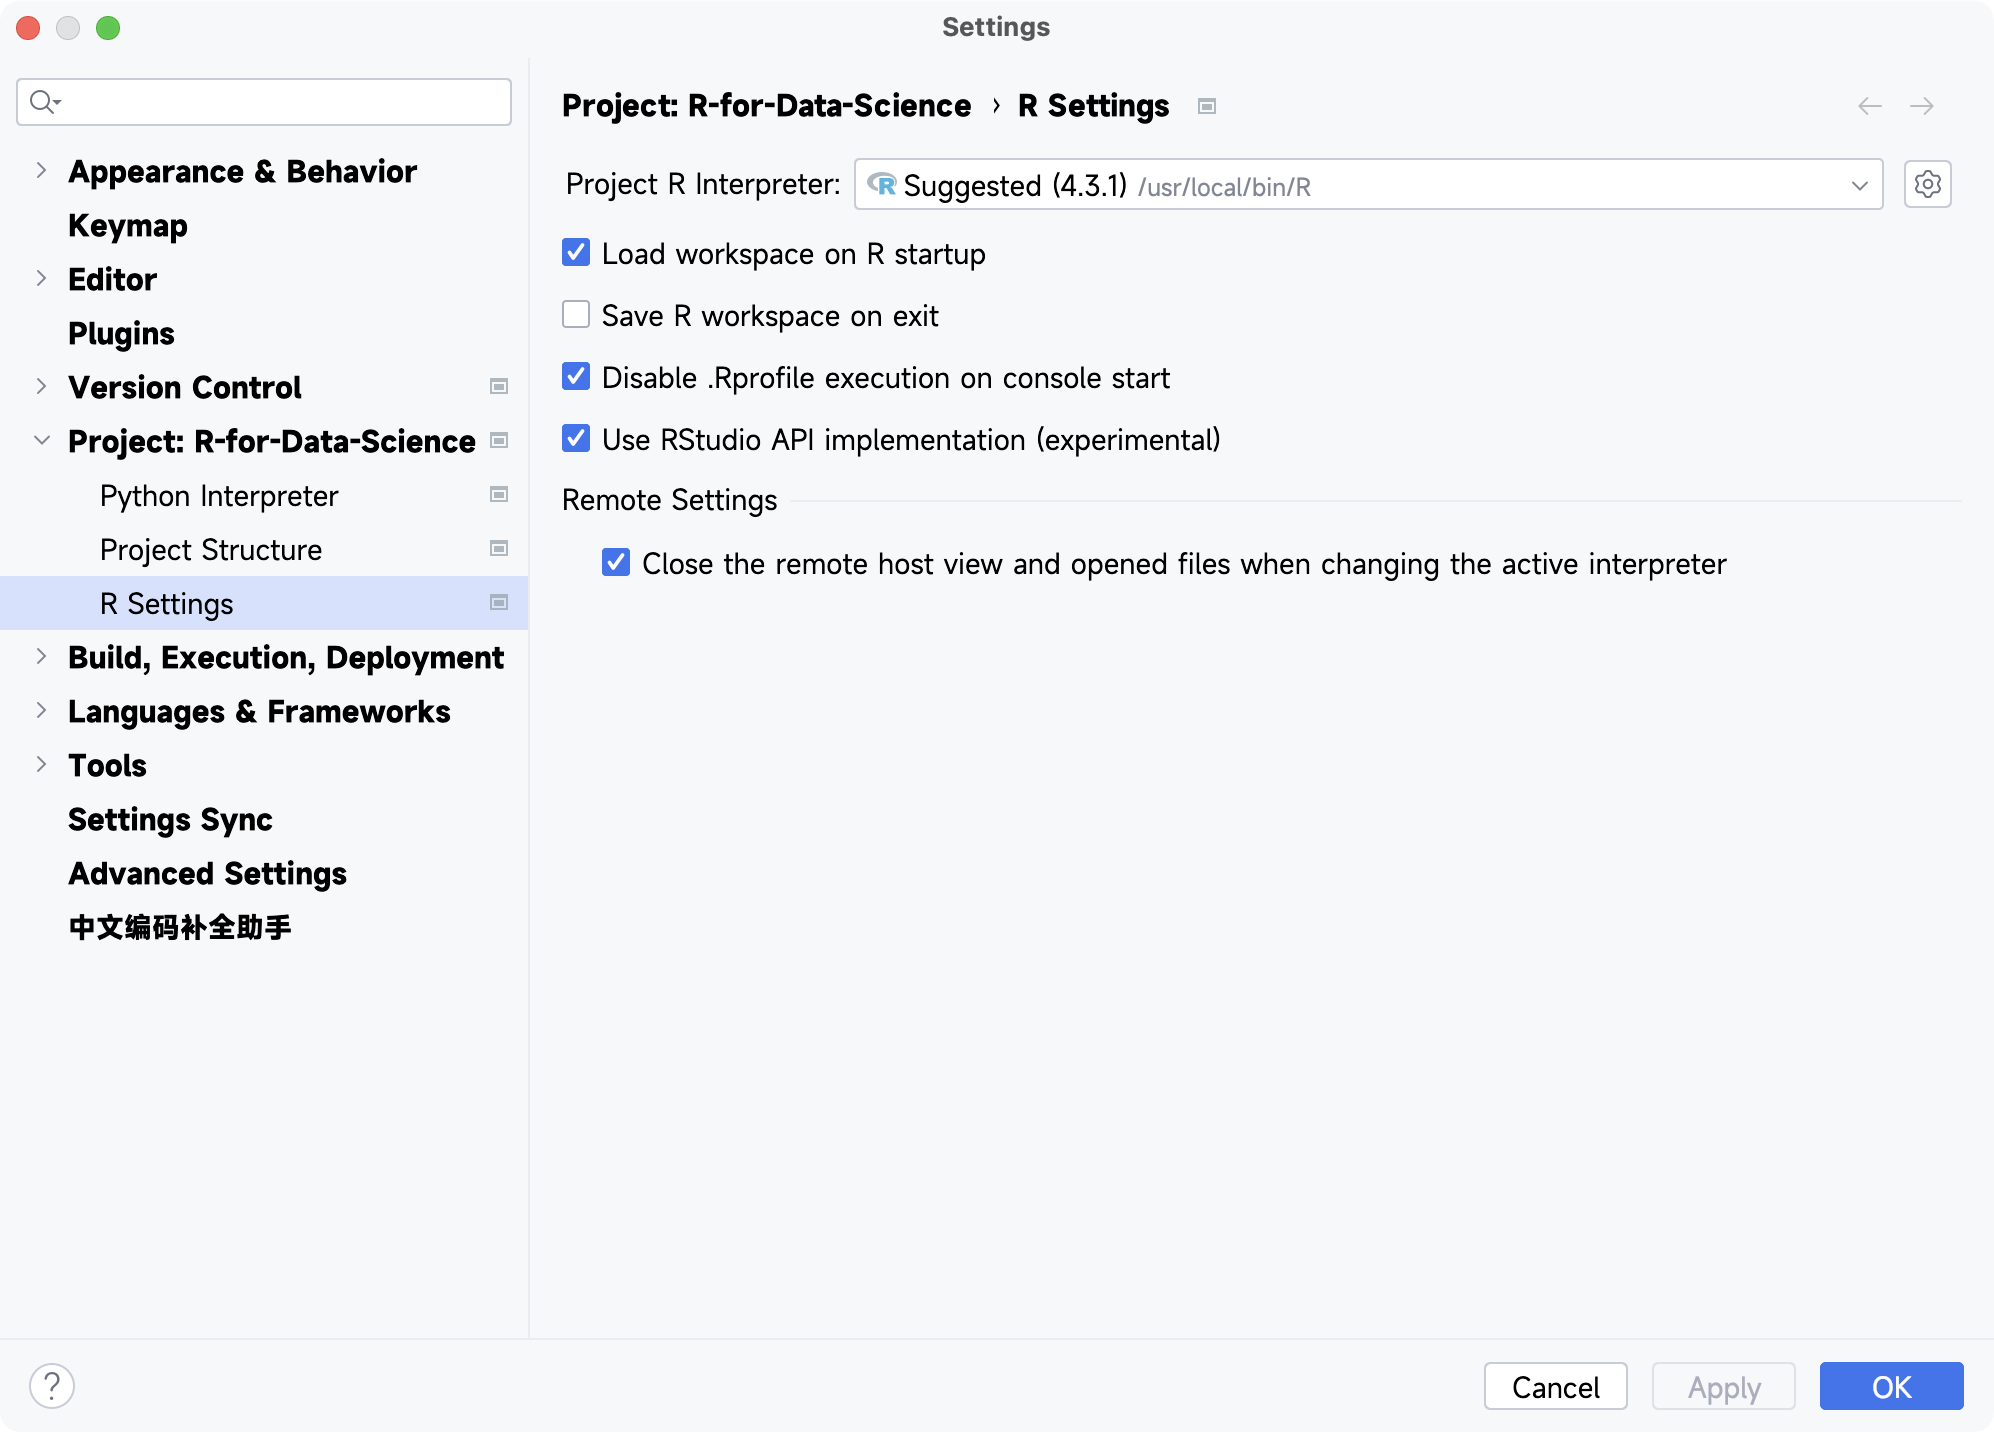 Settings
Appearance & Behavior
Keymap
Editor
Plugins
Version Control
Project: R-for-Data-Science
Python Interpreter
Project Structure
R Settings
Build, Execution, Deployment
Languages & Frameworks
Tools
Settings Sync
Advanced Settings
中文编码补全助手
Project: R-for-Data-Science › R Settings
Project R Interpreter: R Suggested (4.3.1) /usr/local/bin/R
Load workspace on R startup
Save R workspace on exit
Disable .Rprofile execution on console start
Use RStudio API implementation (experimental)
Remote Settings
Close the remote host view and opened files when changing the active interpreter
? Cancel Apply OK